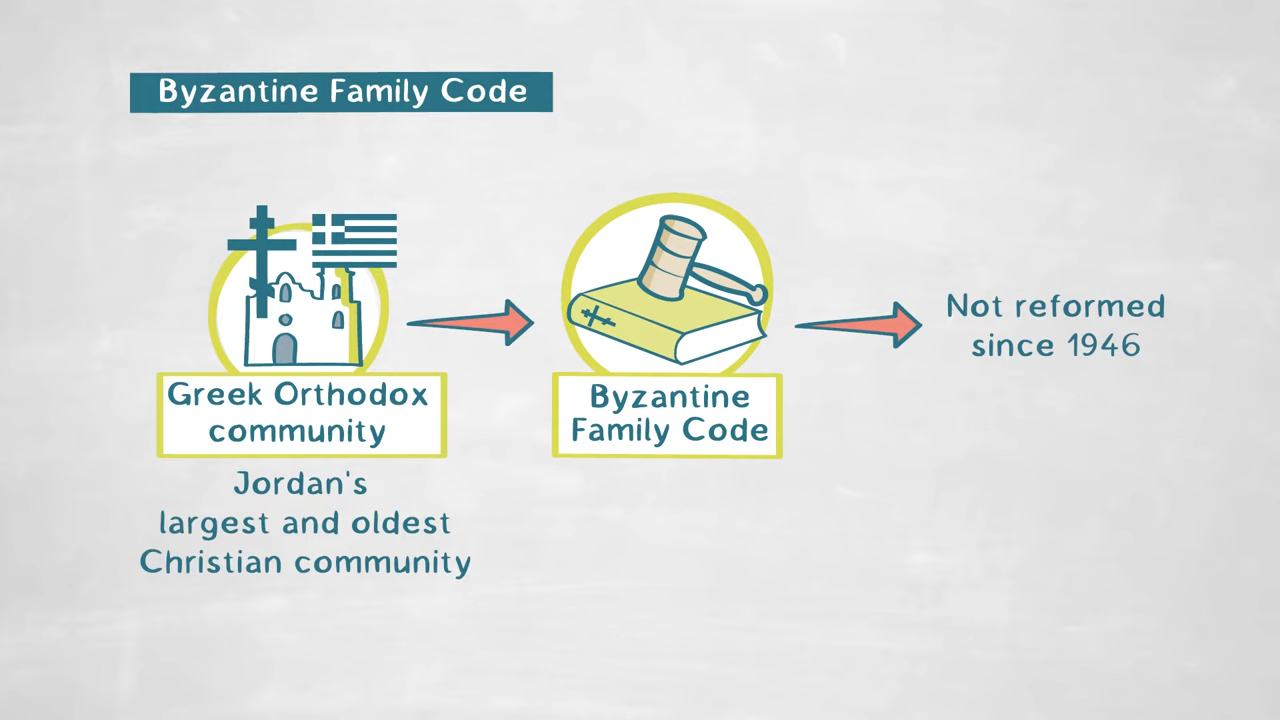 Byzantine Family Code
Greek Orthodox
community
Jordan's
largest and oldest
Christian community
Byzantine
Family Code
Not reformed
since 1946